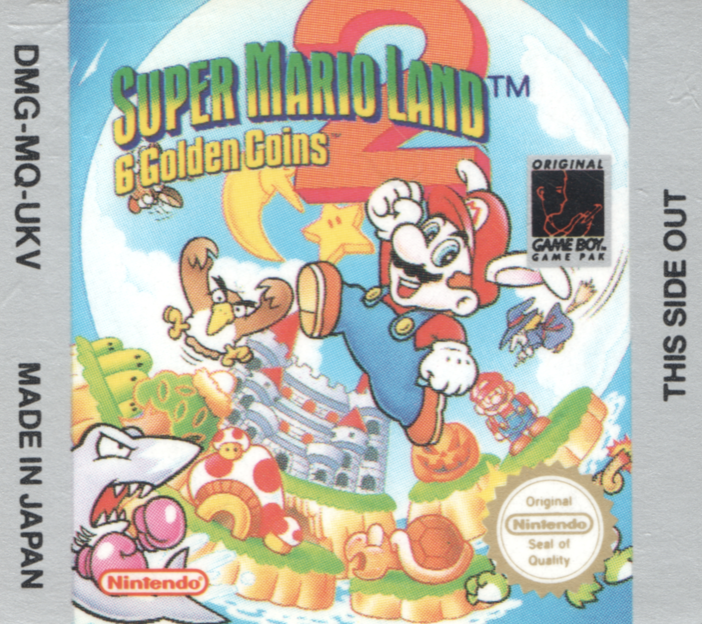 DMG-MQ-UKV
MADE IN JAPAN
2
SUPER MARIO LAND™
6 Golden Coins™
ORIGINAL
GAME BOY™
GAME PAK
M
Original
Nintendo
Seal of
Quality
Nintendo®
THIS SIDE OUT